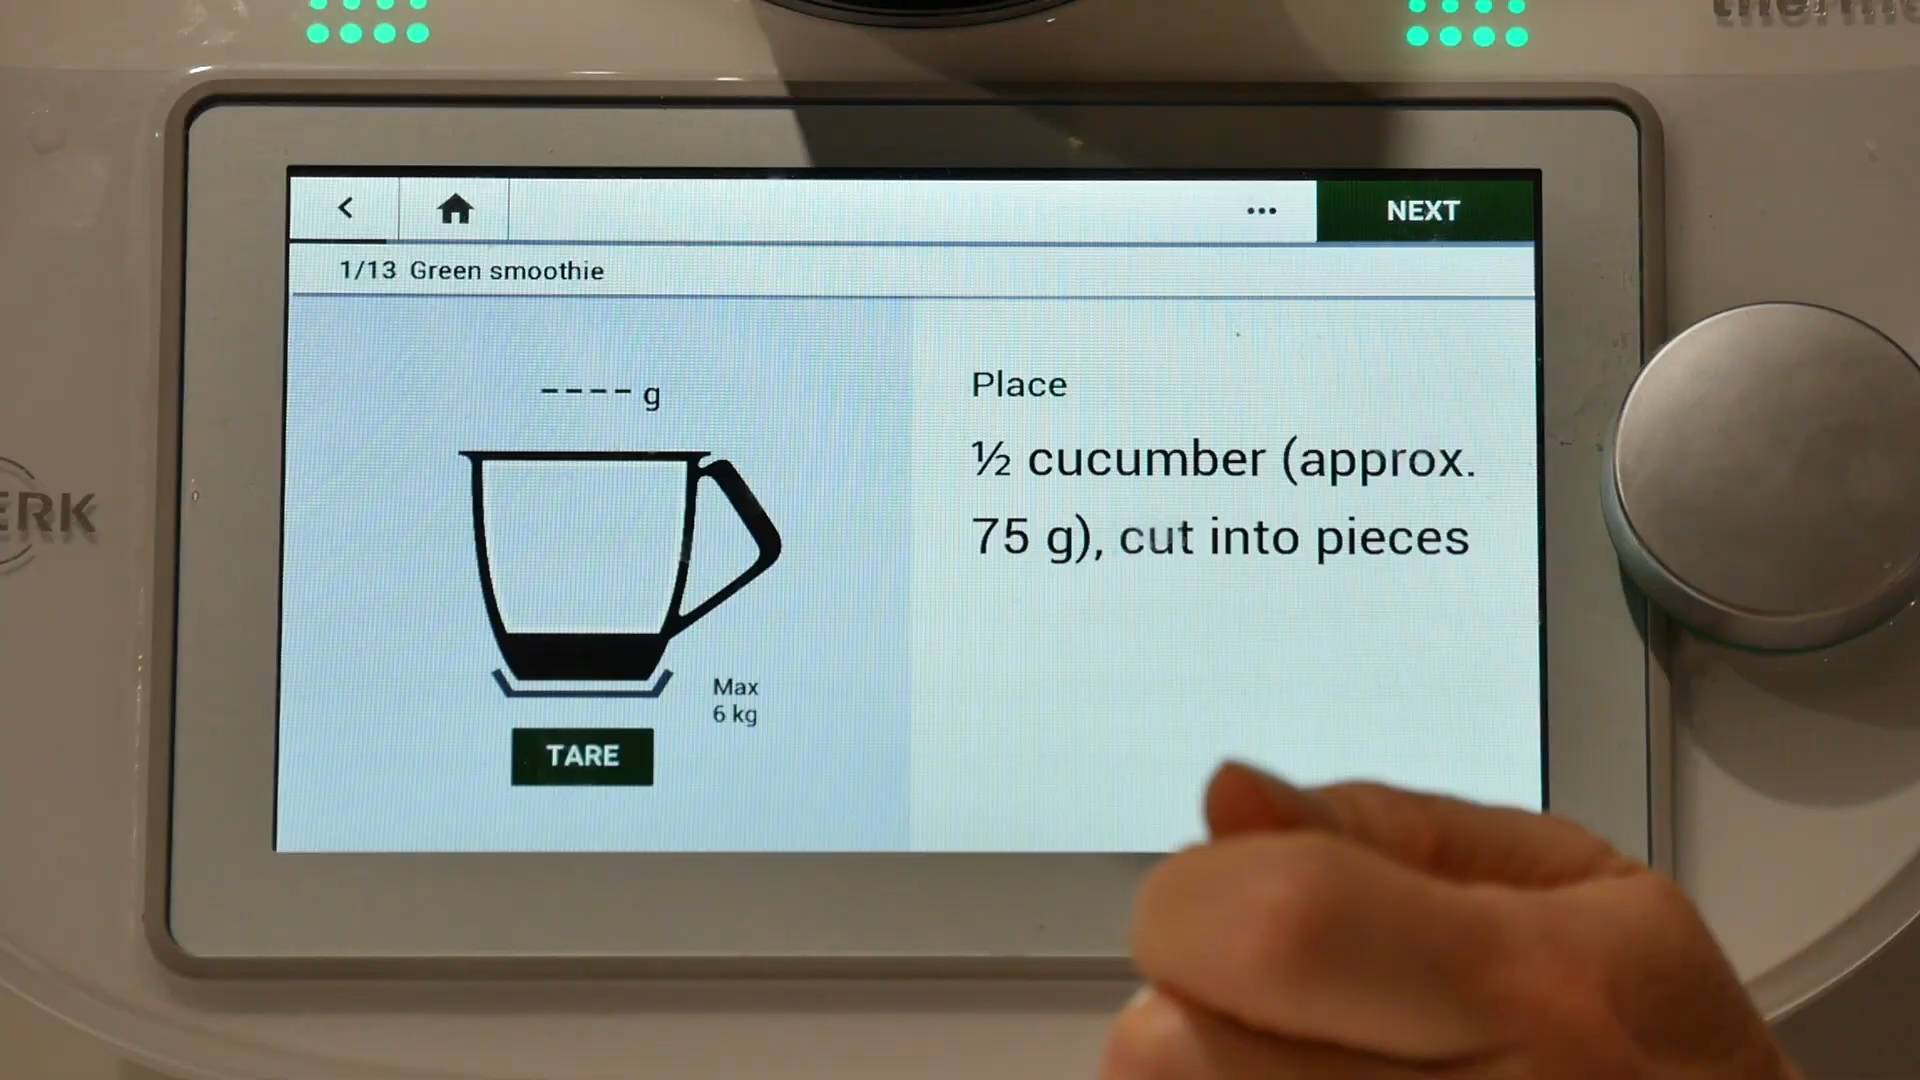 NEXT
1/13 Green smoothie
---- g
Place
½ cucumber (approx.
75 g), cut into pieces
Max
6 kg
TARE
ERK